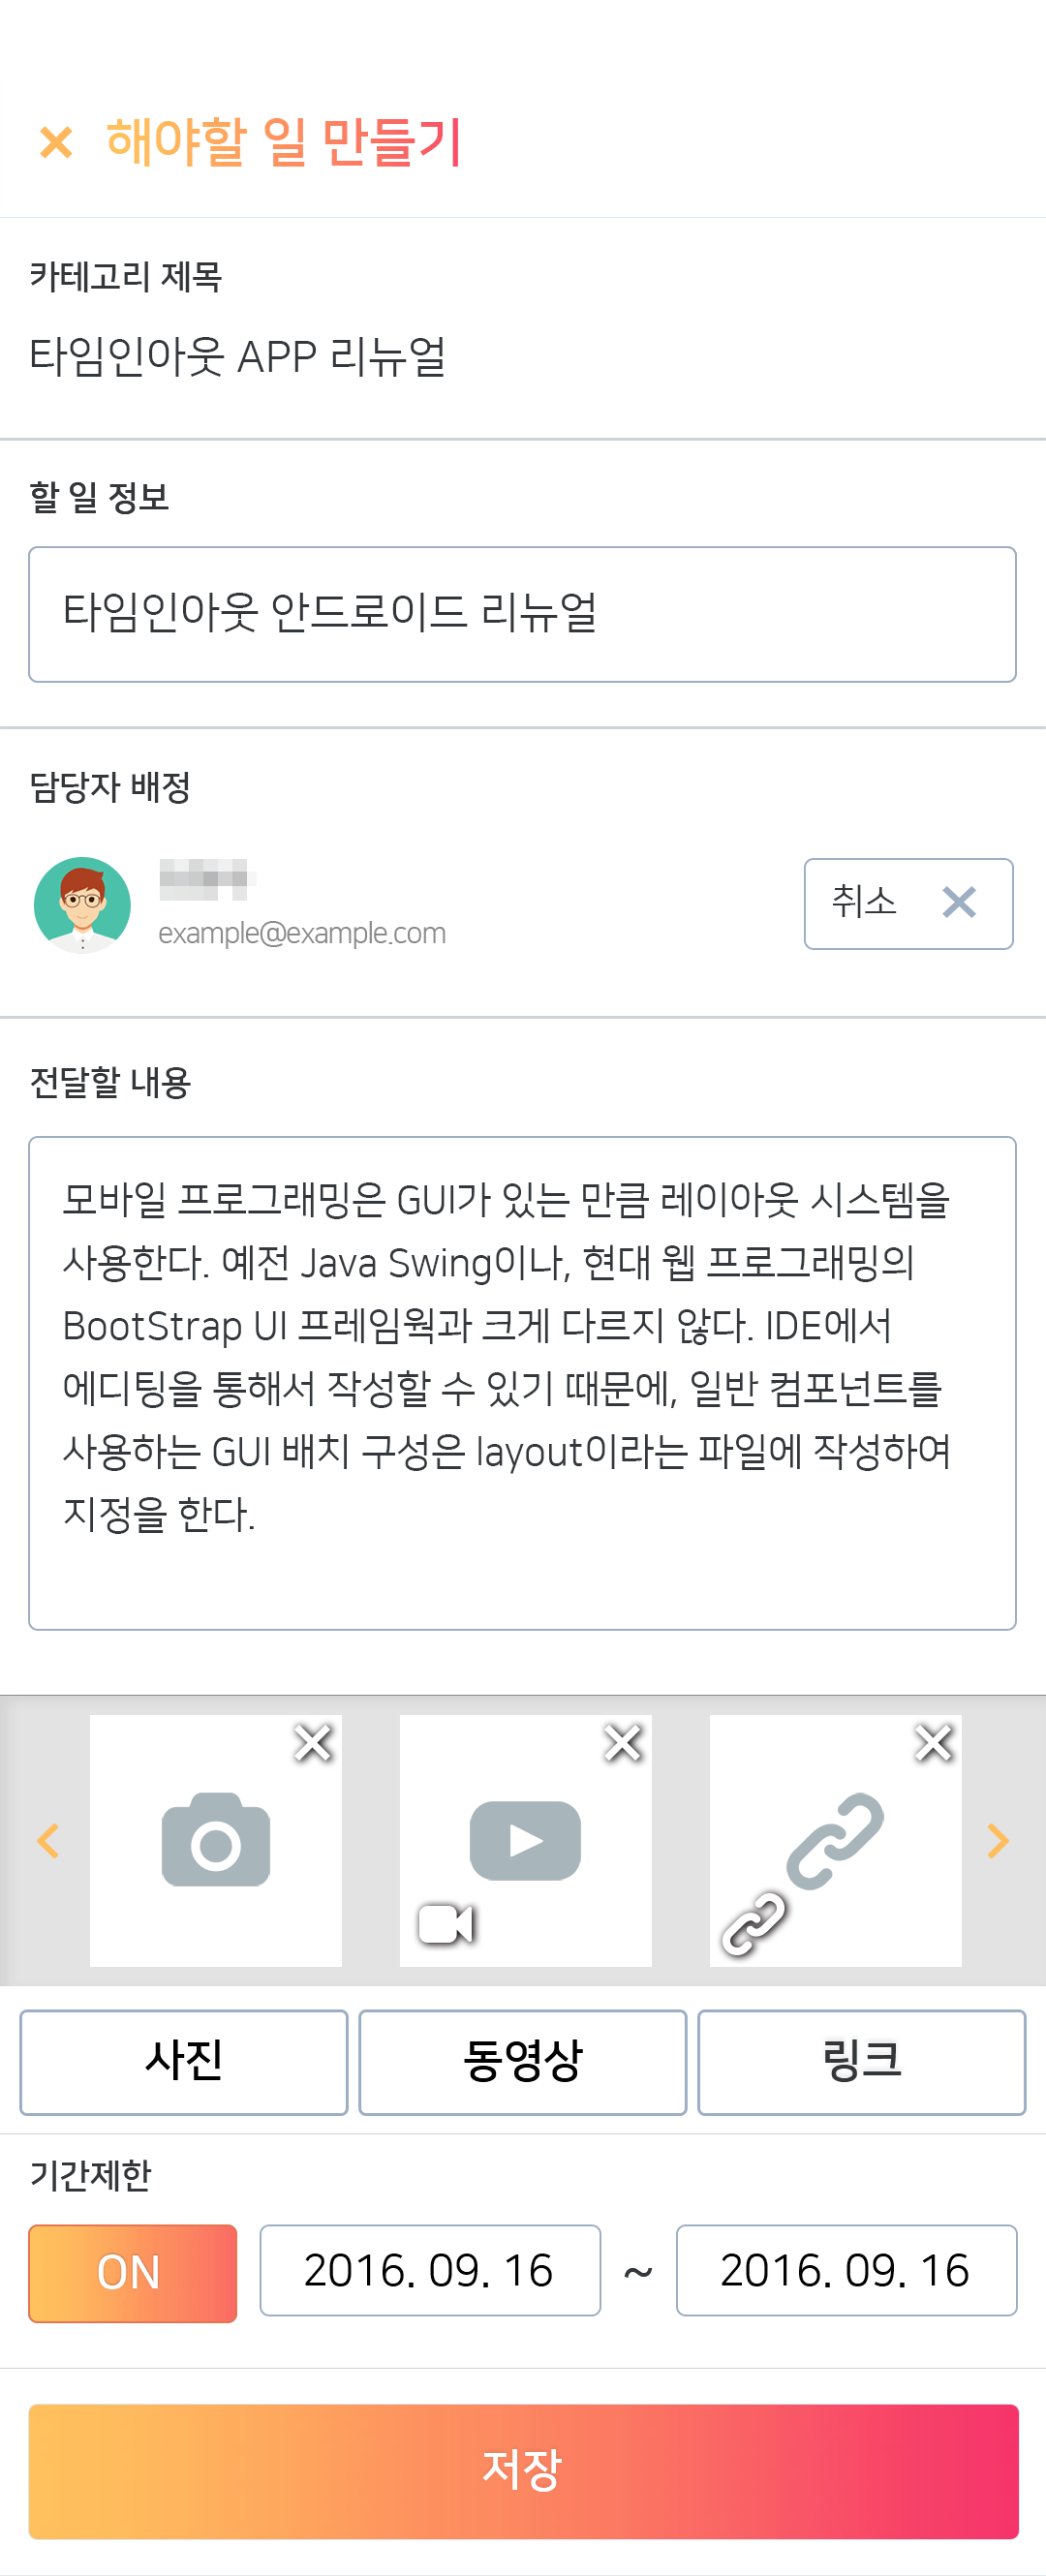 해야할 일 만들기
카테고리 제목
타임인아웃 APP 리뉴얼
할 일 정보
타임인아웃 안드로이드 리뉴얼
담당자 배정
example@example.com
취소
전달할 내용
모바일 프로그래밍은 GUI가 있는 만큼 레이아웃 시스템을
사용한다. 예전 Java Swing이나, 현대 웹 프로그래밍의
BootStrap UI 프레임웍과 크게 다르지 않다. IDE에서
에디팅을 통해서 작성할 수 있기 때문에, 일반 컴포넌트를
사용하는 GUI 배치 구성은 layout이라는 파일에 작성하여
지정을 한다.
사진 동영상 링크
기간제한
ON 2016. 09. 16 ~ 2016. 09. 16
저장